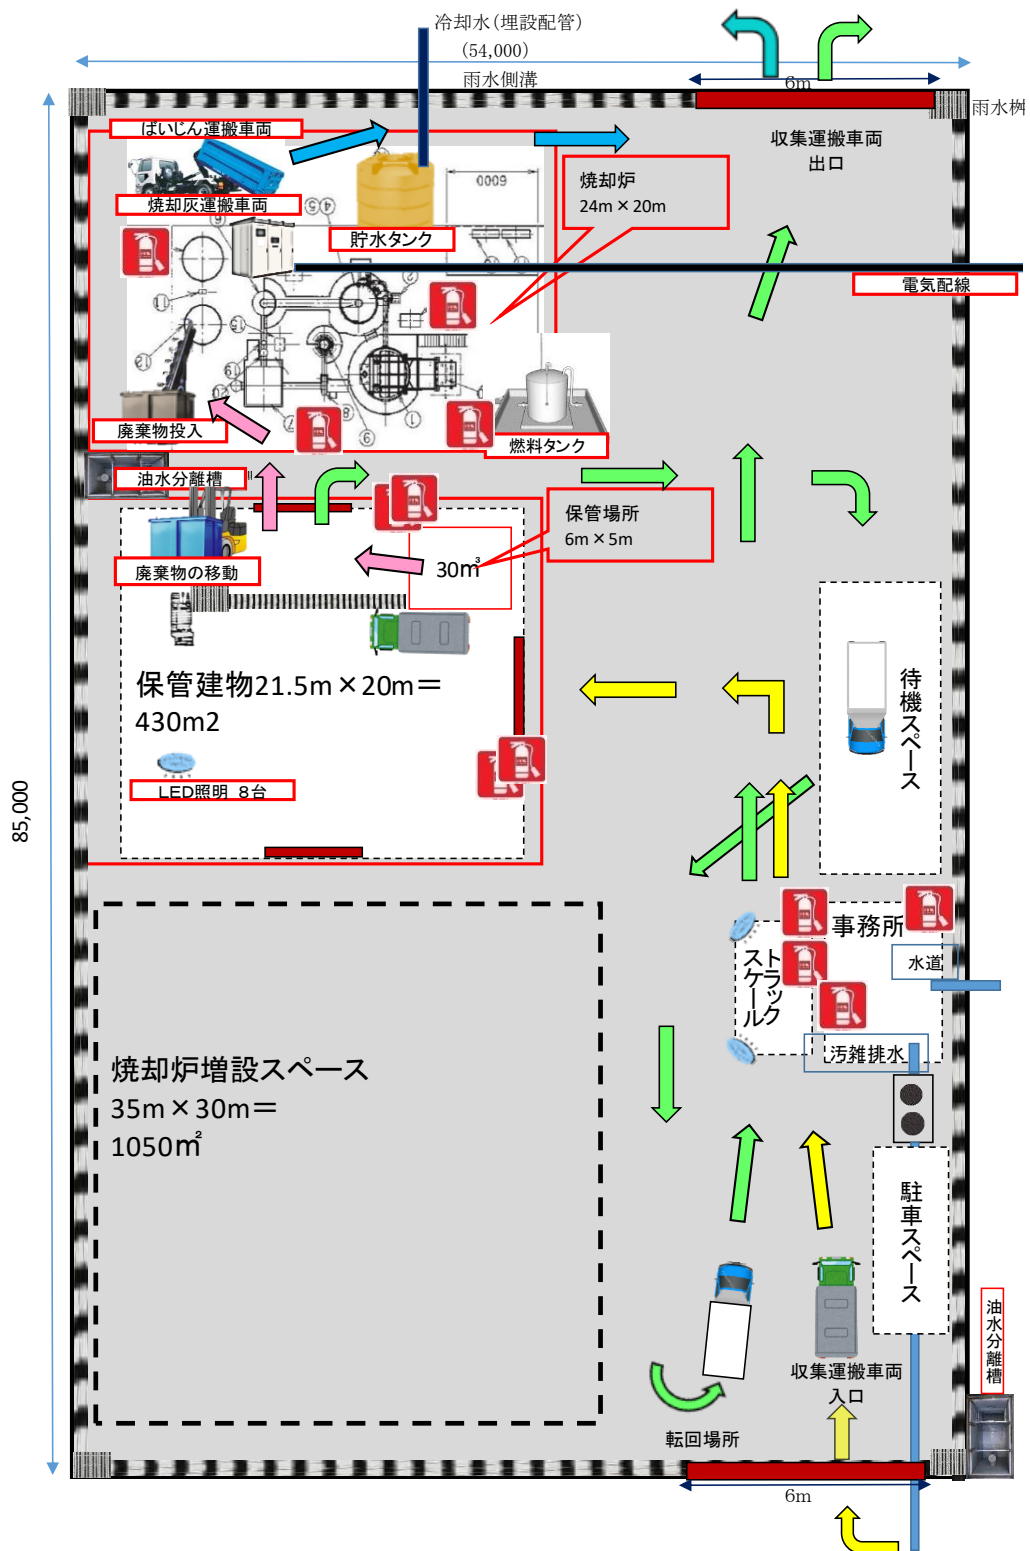 冷却水（埋設配管）
(54,000)
雨水側溝
6m
雨水桝
ばいじん運搬車両
収集運搬車両
出口
焼却炉
24m×20m
焼却灰運搬車両
貯水タンク
0009
電気配線
廃棄物投入
燃料タンク
油水分離槽
保管場所
6m×5m
30㎥
廃棄物の移動
保管建物21.5m×20m＝
430m2
待機スペース
LED照明 8台
85,000
事務所
トラック
スケール
水道
汚雑排水
焼却炉増設スペース
35m×30m＝
1050㎡
駐車スペース
油水分離槽
収集運搬車両
入口
転回場所
6m